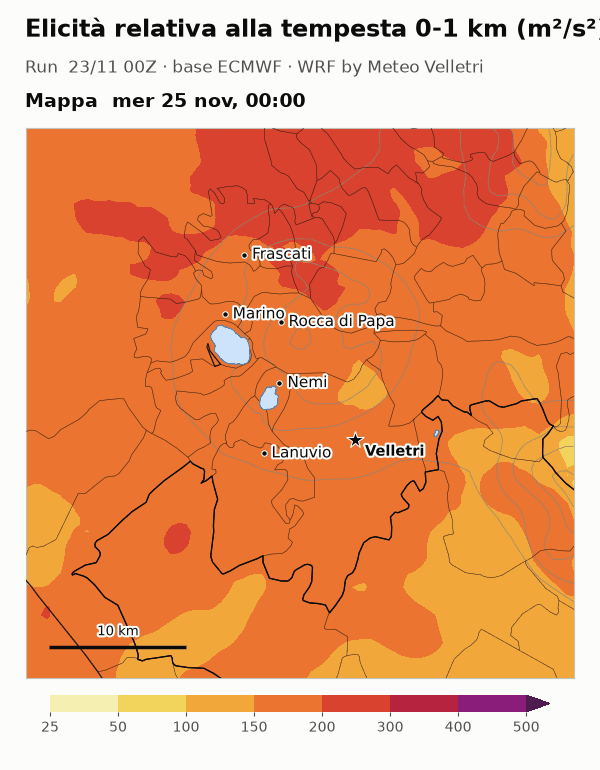 Elicità relativa alla tempesta 0-1 km (m²/s²)
Run  23/11 00Z · base ECMWF · WRF by Meteo Velletri
Mappa  mer 25 nov, 00:00
Frascati
Marino
Rocca di Papa
Nemi
Lanuvio
Velletri
10 km
25 50 100 150 200 300 400 500